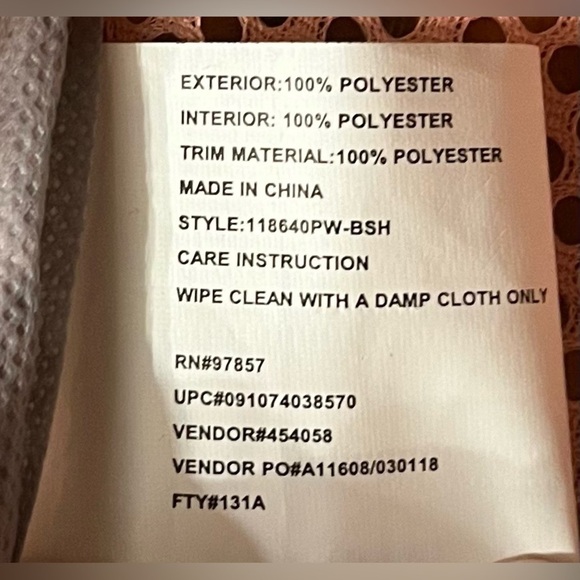 EXTERIOR:100% POLYESTER
INTERIOR: 100% POLYESTER
TRIM MATERIAL:100% POLYESTER
MADE IN CHINA
STYLE:118640PW-BSH
CARE INSTRUCTION
WIPE CLEAN WITH A DAMP CLOTH ONLY
RN#97857
UPC#091074038570
VENDOR#454058
VENDOR PO#A11608/030118
FTY#131A